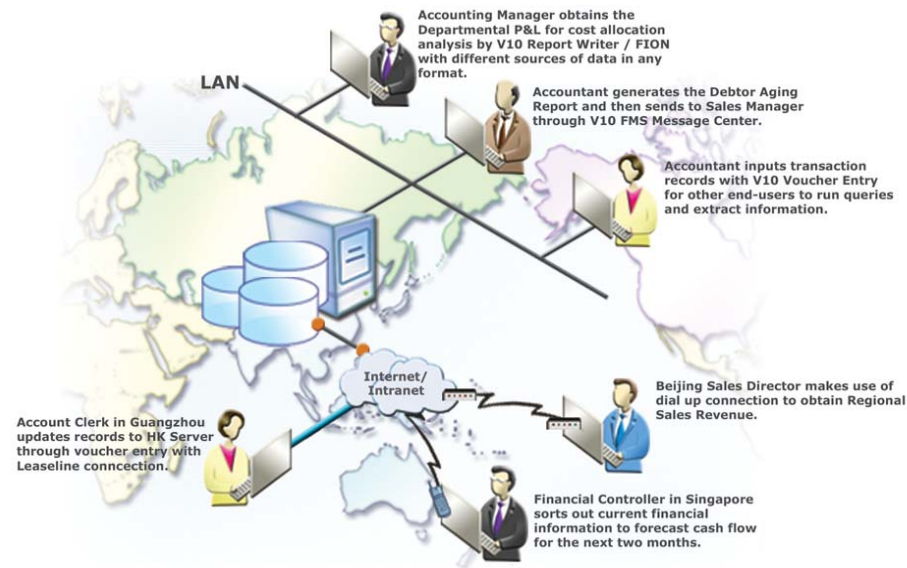 Accounting Manager obtains the
Departmental P&L for cost allocation
analysis by V10 Report Writer / FION
with different sources of data in any
format.
LAN
Accountant generates the Debtor Aging
Report and then sends to Sales Manager
through V10 FMS Message Center.
Accountant inputs transaction
records with V10 Voucher Entry
for other end-users to run queries
and extract information.
Internet/
Intranet
Beijing Sales Director makes use of
dial up connection to obtain Regional
Sales Revenue.
Account Clerk in Guangzhou
updates records to HK Server
through voucher entry with
Leaseline conncection.
Financial Controller in Singapore
sorts out current financial
information to forecast cash flow
for the next two months.